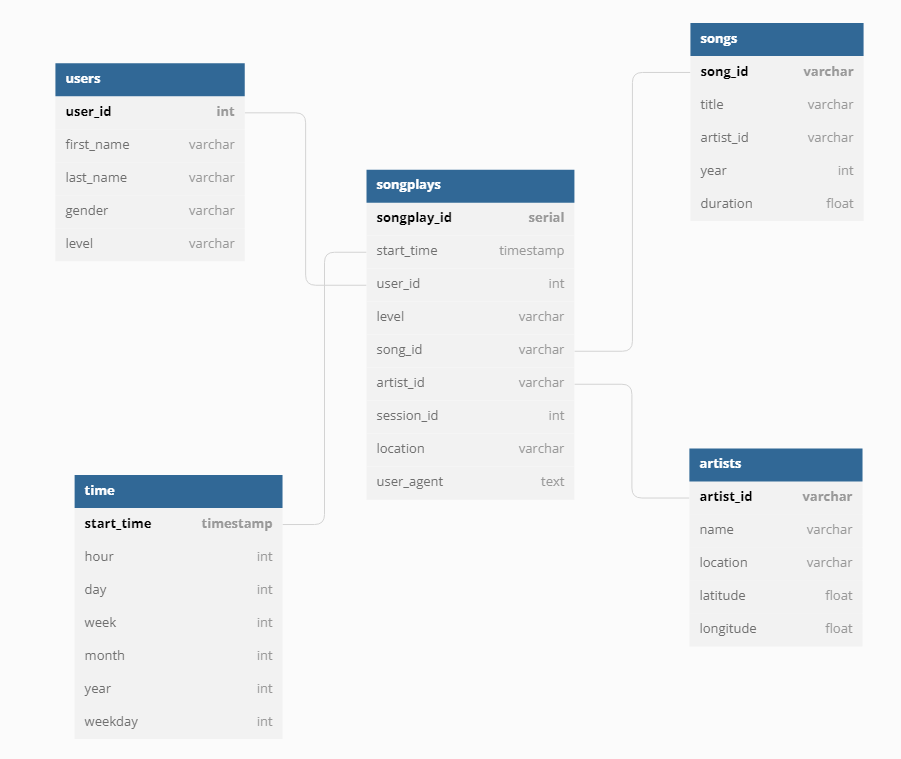 users
user_id int
first_name varchar
last_name varchar
gender varchar
level varchar
songplays
songplay_id serial
start_time timestamp
user_id int
level varchar
song_id varchar
artist_id varchar
session_id int
location varchar
user_agent text
songs
song_id varchar
title varchar
artist_id varchar
year int
duration float
time
start_time timestamp
hour int
day int
week int
month int
year int
weekday int
artists
artist_id varchar
name varchar
location varchar
latitude float
longitude float